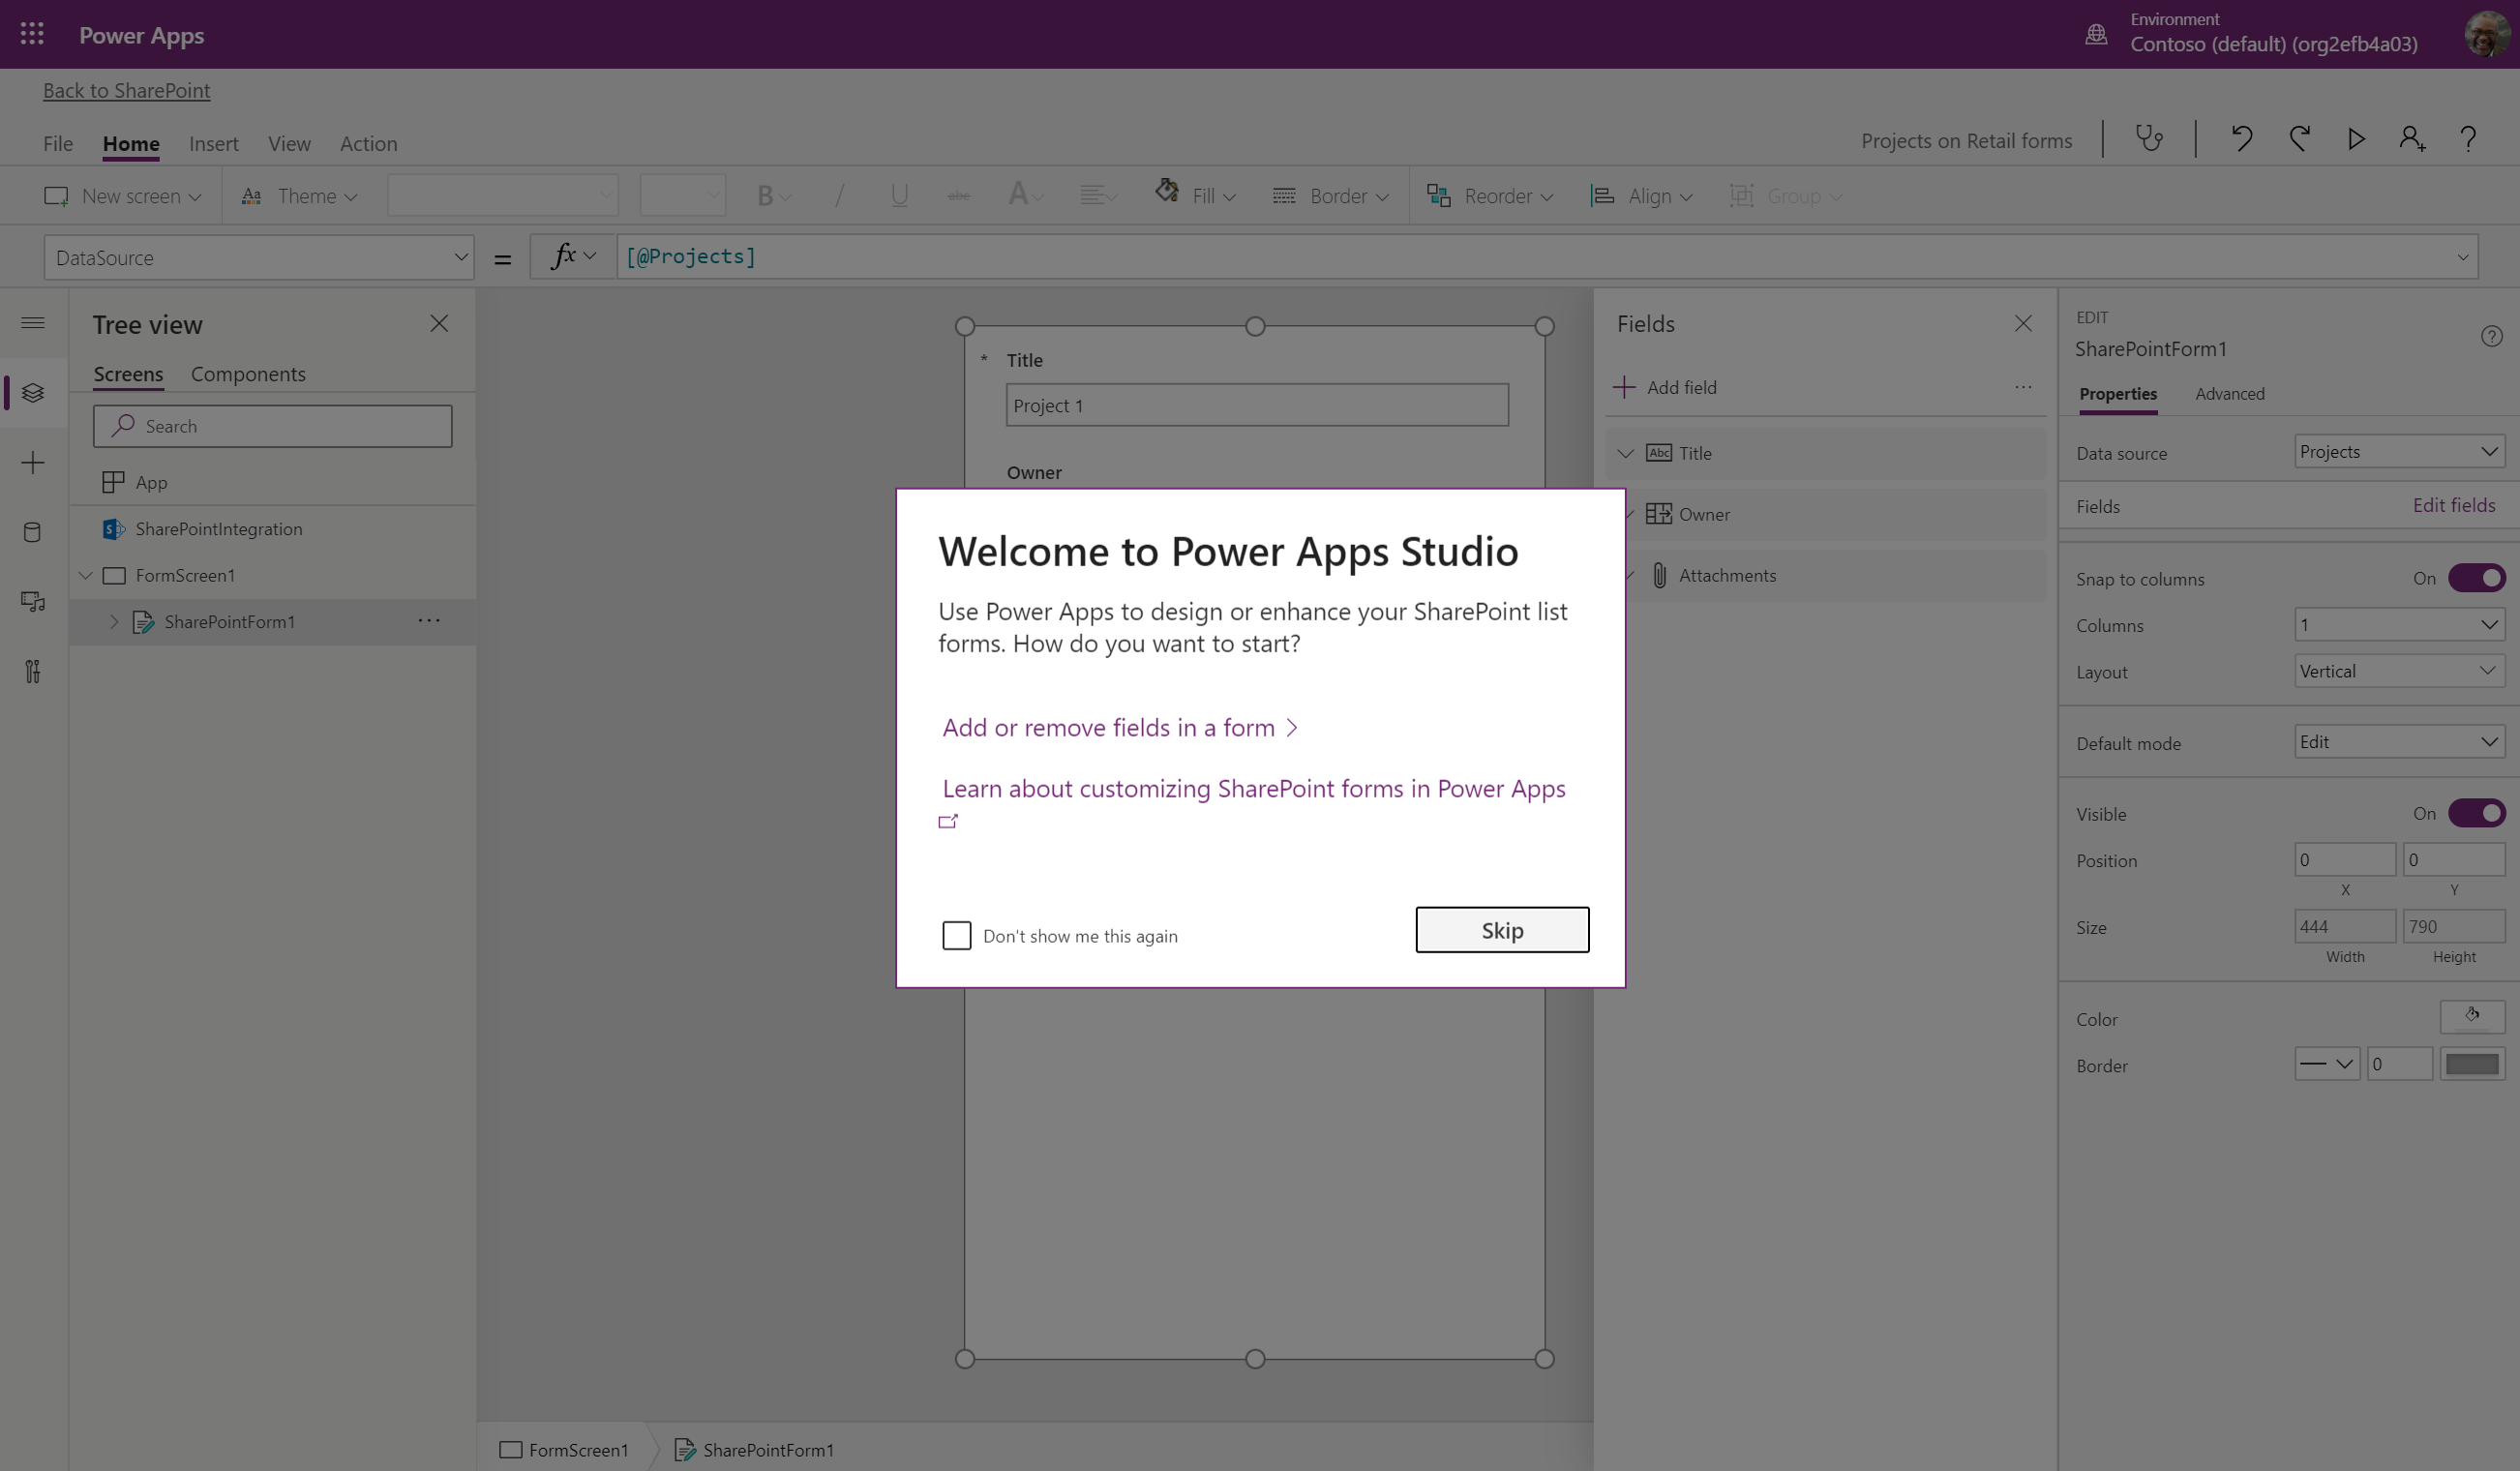 Power Apps
Environment
Contoso (default) (org2efb4a03)
Back to SharePoint
File Home Insert View Action
Projects on Retail forms
New screen Theme B / U abc A Fill Border Reorder Align Group
DataSource = fx [@Projects]
Tree view
Screens Components
Search
App
SharePointIntegration
FormScreen1
SharePointForm1
* Title
Project 1
Owner
Welcome to Power Apps Studio
Use Power Apps to design or enhance your SharePoint list
forms. How do you want to start?
Add or remove fields in a form
Learn about customizing SharePoint forms in Power Apps
Don't show me this again
Skip
FormScreen1 SharePointForm1
Fields
Add field
Abc Title
Owner
Attachments
EDIT
SharePointForm1
Properties Advanced
Data source Projects
Fields Edit fields
Snap to columns On
Columns 1
Layout Vertical
Default mode Edit
Visible On
Position 0 0
X Y
Size 444 790
Width Height
Color
Border 0